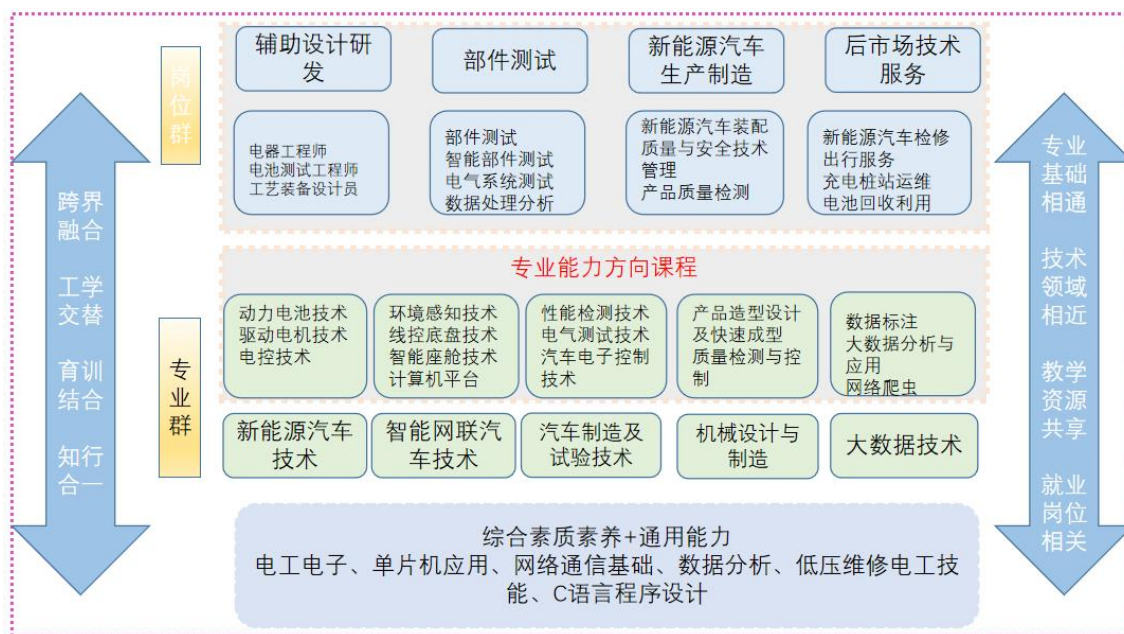 岗
位
群
辅助设计研
发
部件测试
新能源汽车
生产制造
后市场技术
服务
电器工程师
电池测试工程师
工艺装备设计员
部件测试
智能部件测试
电气系统测试
数据处理分析
新能源汽车装配
质量与安全技术
管理
产品质量检测
新能源汽车检修
出行服务
充电桩站运维
电池回收利用
跨界
融合
工学
交替
育训
结合
知行
合一
专业
基础
相通
技术
领域
相近
教学
资源
共享
就业
岗位
相关
专
业
群
专业能力方向课程
动力电池技术
驱动电机技术
电控技术
环境感知技术
线控底盘技术
智能座舱技术
计算机平台
性能检测技术
电气测试技术
汽车电子控制
技术
产品造型设计
及快速成型
质量检测与控
制
数据标注
大数据分析与
应用
网络爬虫
新能源汽车
技术
智能网联汽
车技术
汽车制造及
试验技术
机械设计与
制造
大数据技术
综合素质素养+通用能力
电工电子、单片机应用、网络通信基础、数据分析、低压维修电工技
能、C语言程序设计